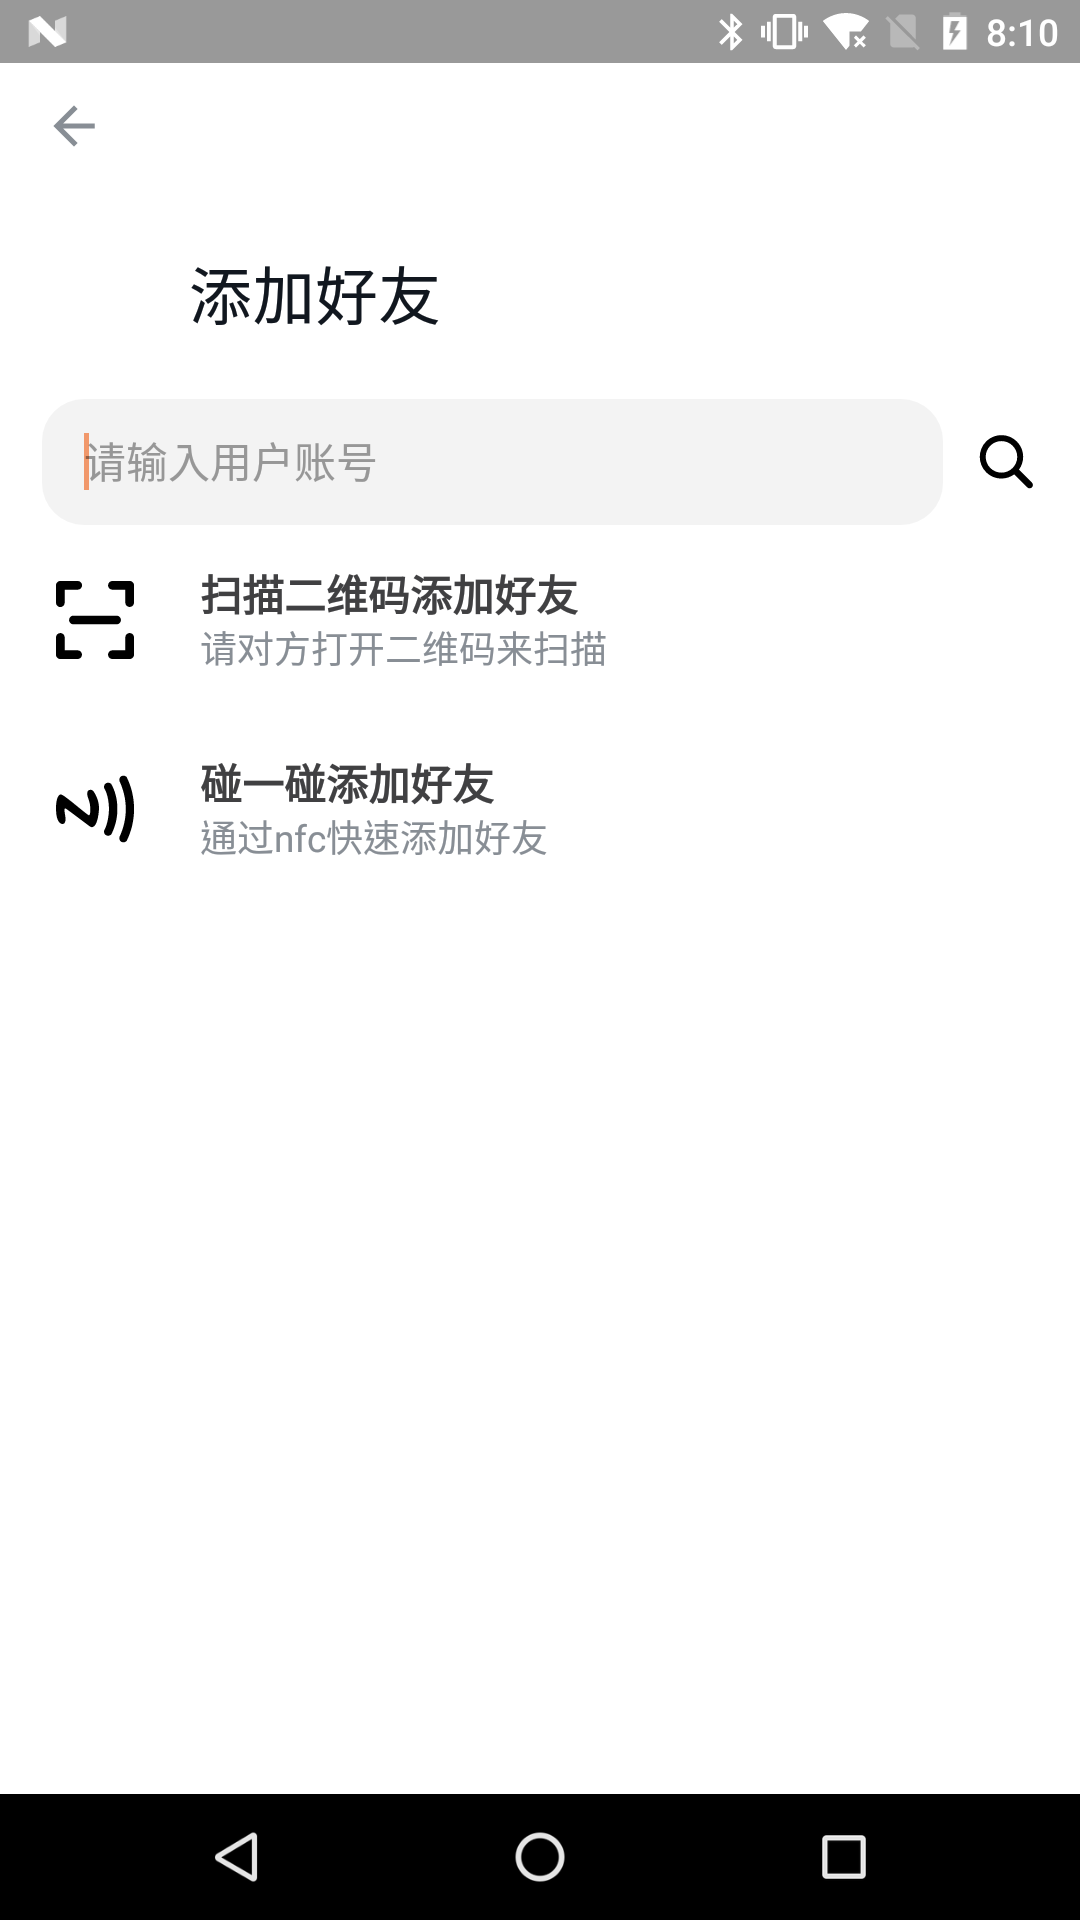 8:10
添加好友
请输入用户账号
扫描二维码添加好友
请对方打开二维码来扫描
碰一碰添加好友
通过nfc快速添加好友